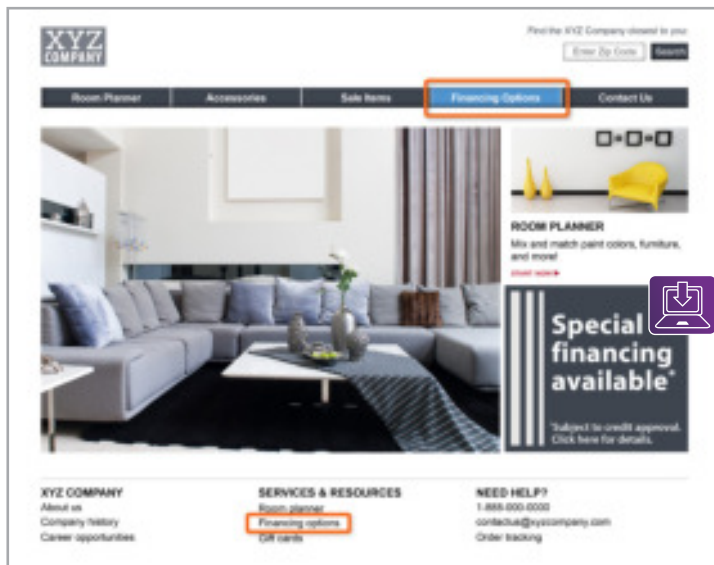 XYZ
COMPANY
Find the XYZ Company closest to you:
Enter Zip Code Search
Room Planner Accessories Sale Items Financing Options Contact Us
ROOM PLANNER
Mix and match paint colors, furniture,
and more!
START NOW
Special
financing
available*
*Subject to credit approval.
Click here for details.
XYZ COMPANY
About us
Company history
Career opportunities
SERVICES & RESOURCES
Room planner
Financing options
Gift cards
NEED HELP?
1-888-000-0000
contactus@xyzcompany.com
Order tracking